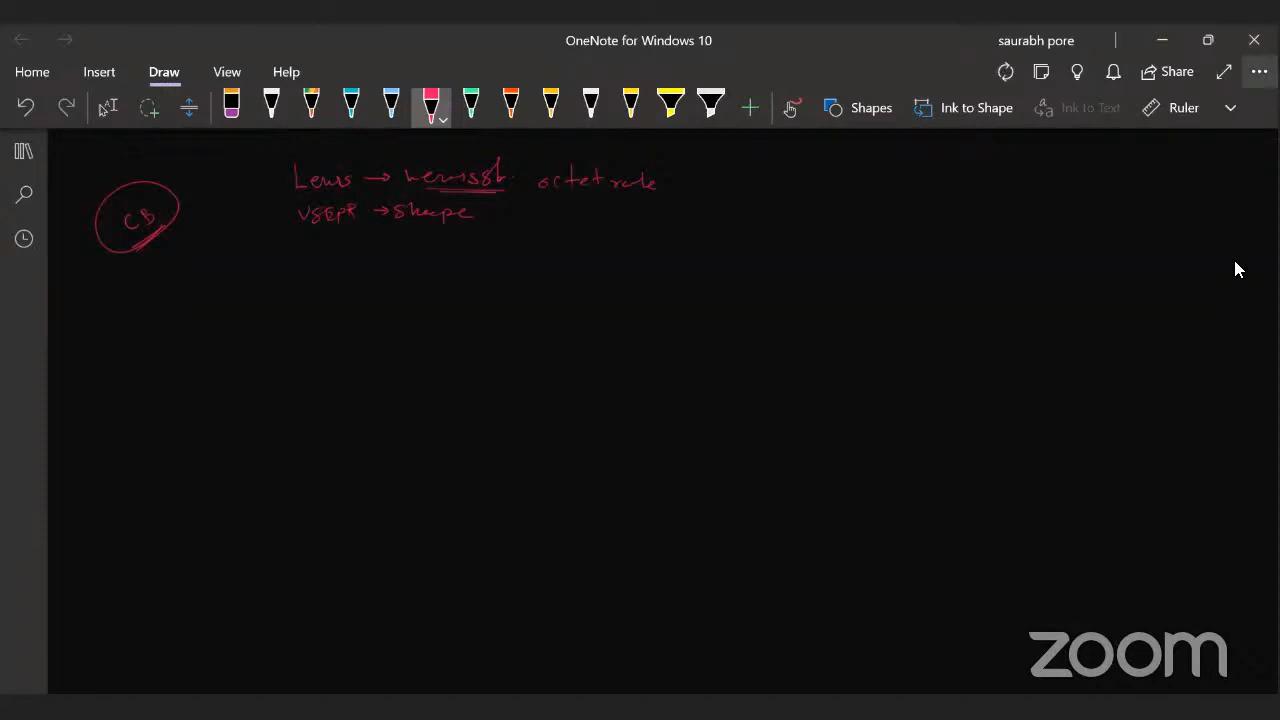 OneNote for Windows 10
saurabh pore
Home Insert Draw View Help
Share
Shapes Ink to Shape Ink to Text Ruler
Lewis → octet rule
VSEPR → shape
CB
zoom